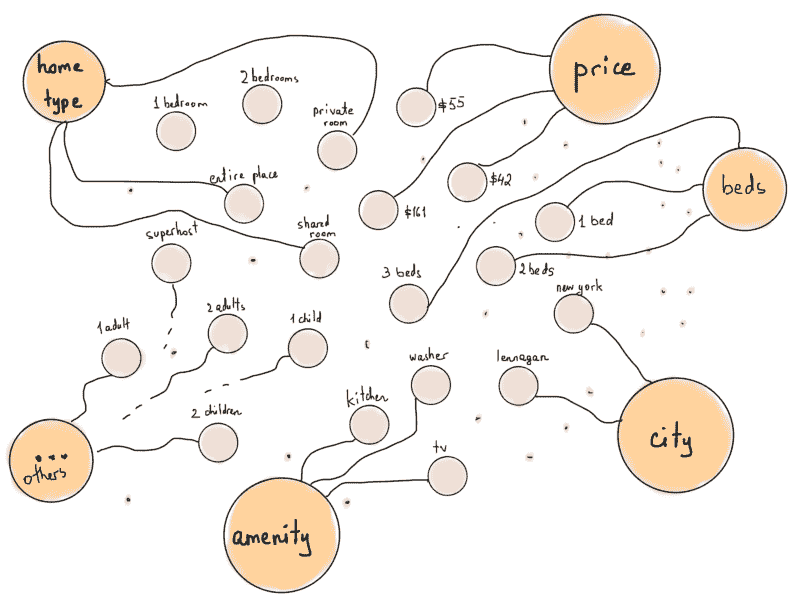 home
type
1 bedroom
2 bedrooms
private
room
entire place
shared
room
$55
price
$42
$161
beds
1 bed
2 beds
3 beds
superhost
1 adult
2 adults
1 child
2 children
...
others
new york
lennagan
city
washer
kitchen
tv
amenity